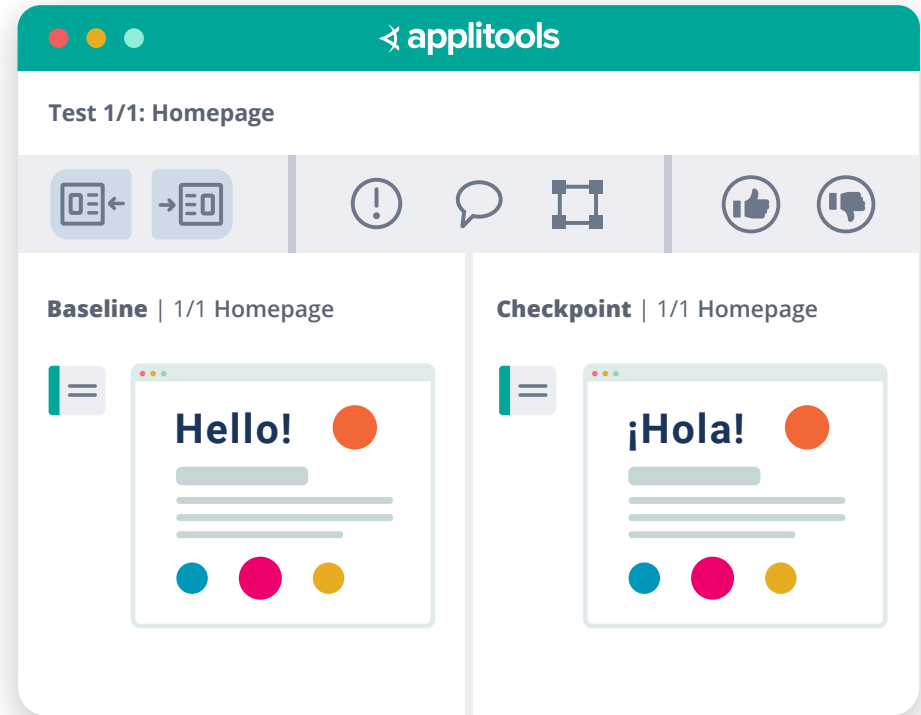 applitools
Test 1/1: Homepage
Baseline | 1/1 Homepage
Checkpoint | 1/1 Homepage
Hello!
¡Hola!